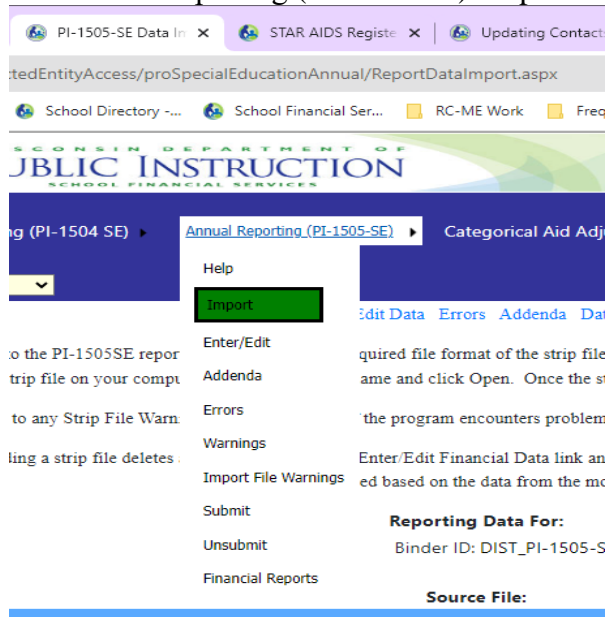 PI-1505-SE Data In
STAR AIDS Registe
Updating Contact
ctedEntityAccess/proSpecialEducationAnnual/ReportDataImport.aspx
School Directory -...
School Financial Ser...
RC-ME Work
Freq
SCONSIN DEPARTMENT OF
UBLIC INSTRUCTION
SCHOOL FINANCIAL SERVICES
ng (PI-1504 SE)
Annual Reporting (PI-1505-SE)
Categorical Aid Adj
Help
Import
Edit Data Errors Addenda Dat
Enter/Edit
Addenda
Errors
Warnings
Import File Warnings
Submit
Unsubmit
Financial Reports
to the PI-1505SE repor
quired file format of the strip file
trip file on your compu
ame and click Open. Once the s
to any Strip File Warn
the program encounters problem
ling a strip file deletes
Enter/Edit Financial Data link an
ed based on the data from the mo
Reporting Data For:
Binder ID: DIST_PI-1505-S
Source File: